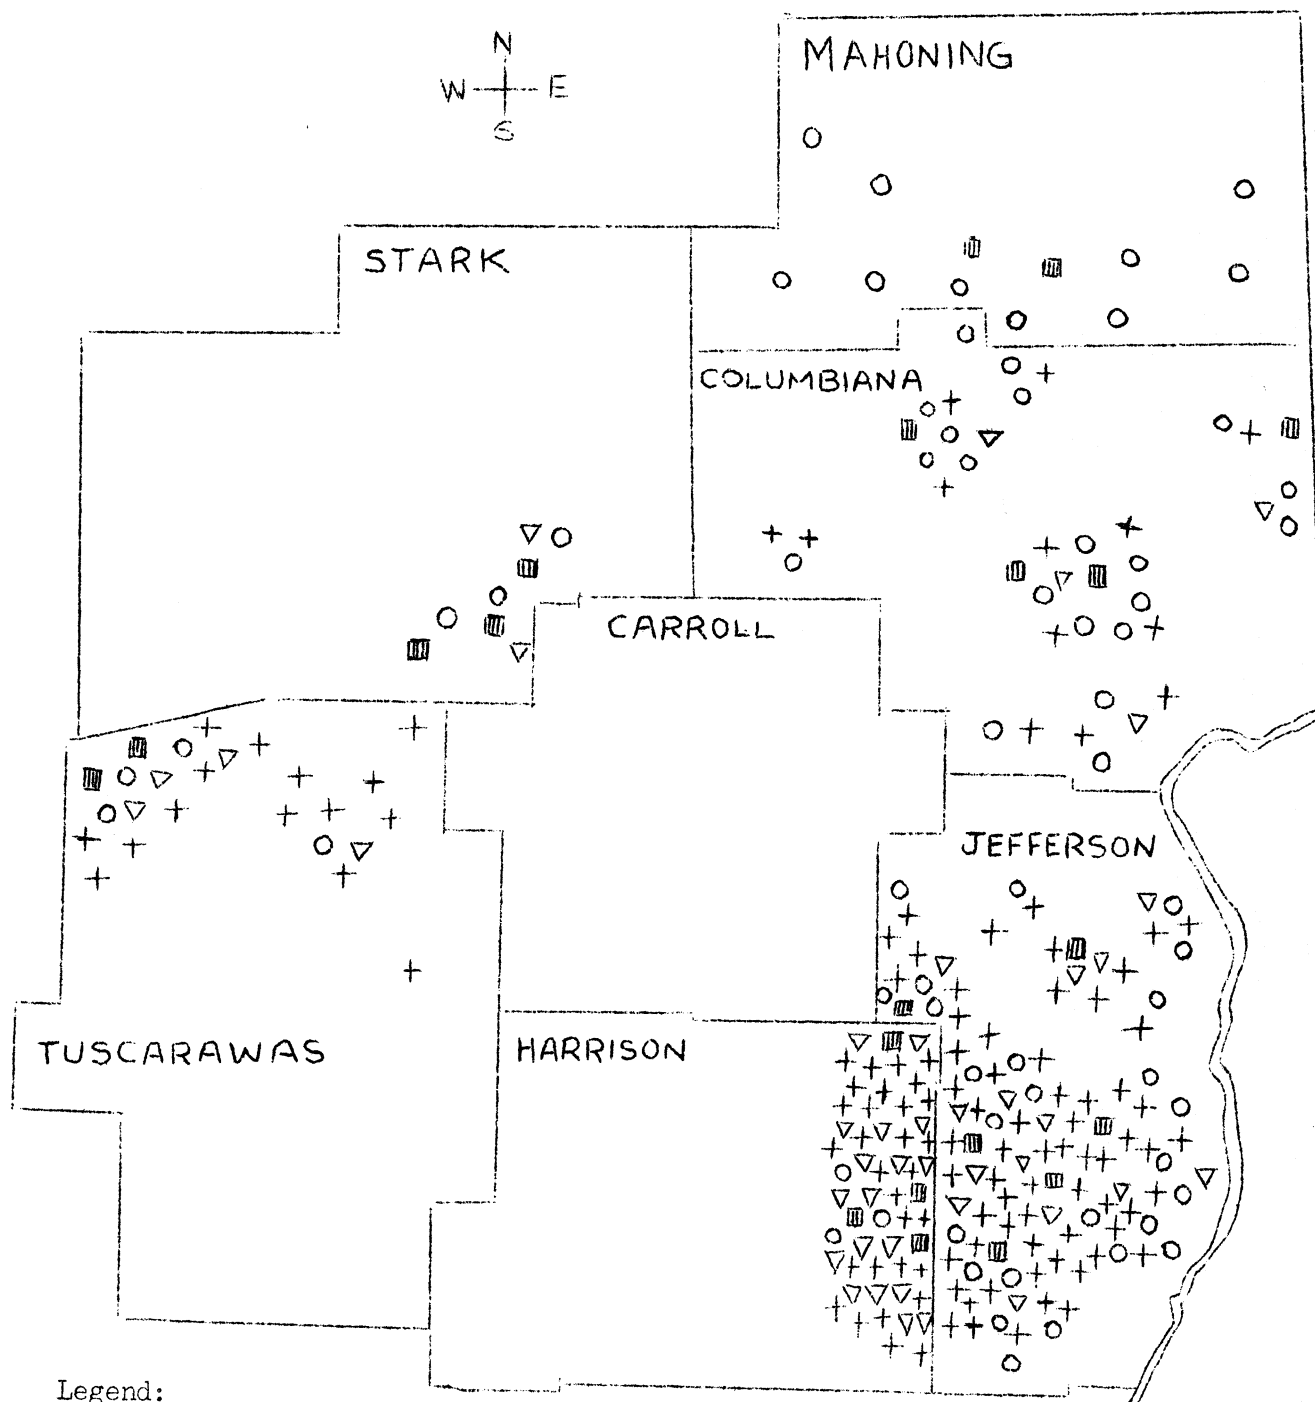 N
W E
S
MAHONING
STARK
COLUMBIANA
CARROLL
JEFFERSON
TUSCARAWAS
HARRISON
Legend: